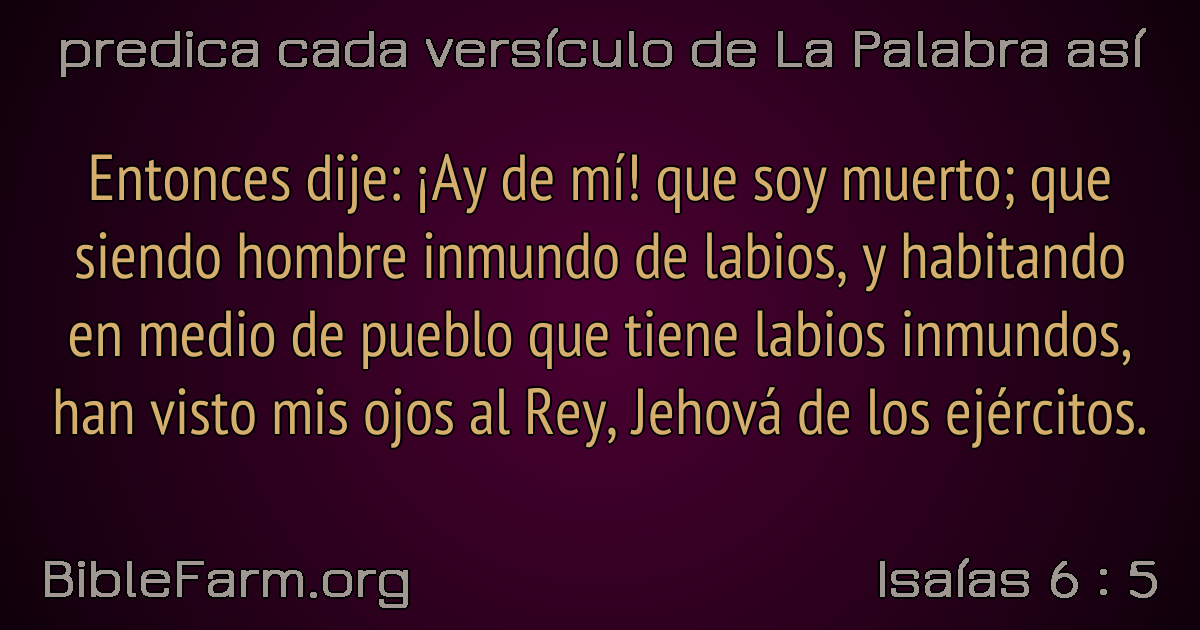 predica cada versículo de La Palabra así
Entonces dije: ¡Ay de mí! que soy muerto; que
siendo hombre inmundo de labios, y habitando
en medio de pueblo que tiene labios inmundos,
han visto mis ojos al Rey, Jehová de los ejércitos.
BibleFarm.org
Isaías 6 : 5